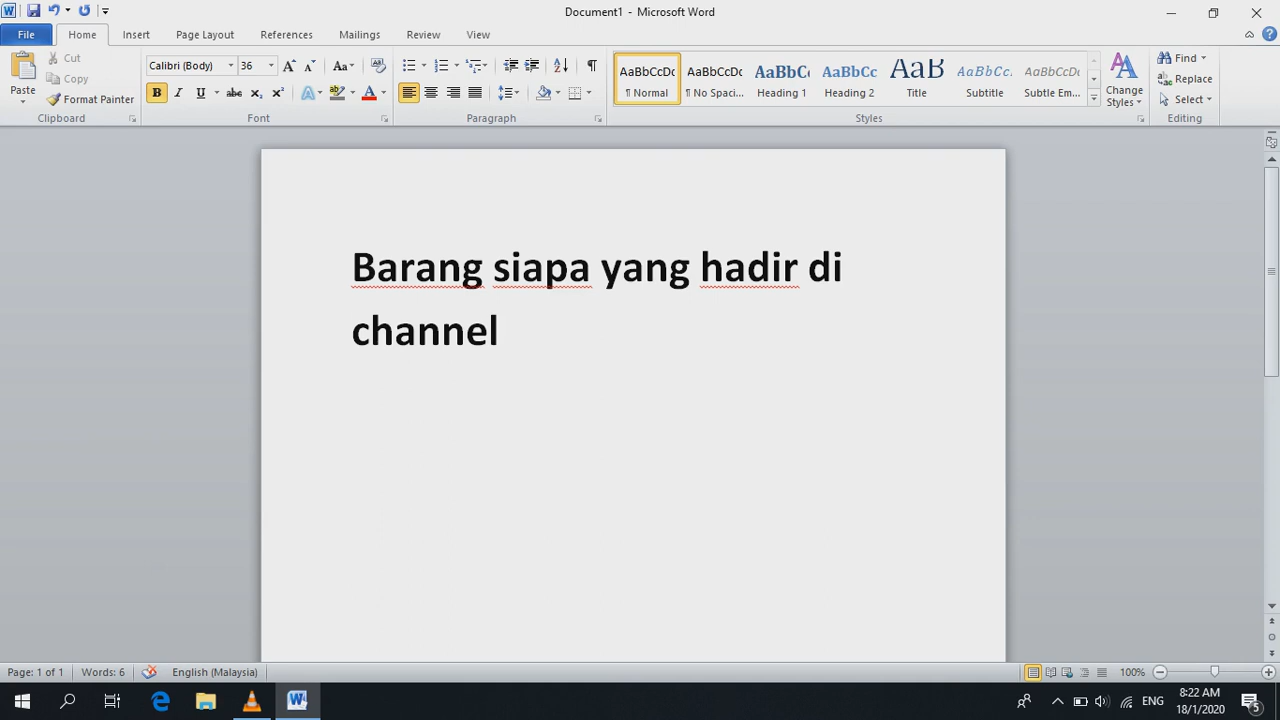 Document1 - Microsoft Word
File Home Insert Page Layout References Mailings Review View
Paste
Cut
Copy
Format Painter
Clipboard
Calibri (Body) 36
Font
Paragraph
AaBbCcDc AaBbCcDc AaBbCc AaBbCc AaB AaBbCc. AaBbCcDc
¶ Normal ¶ No Spaci... Heading 1 Heading 2 Title Subtitle Subtle Em...
Styles
Change Styles
Find
Replace
Select
Editing
Barang siapa yang hadir di
channel
Page: 1 of 1 Words: 6 English (Malaysia) 100%
ENG
8:22 AM
18/1/2020
5